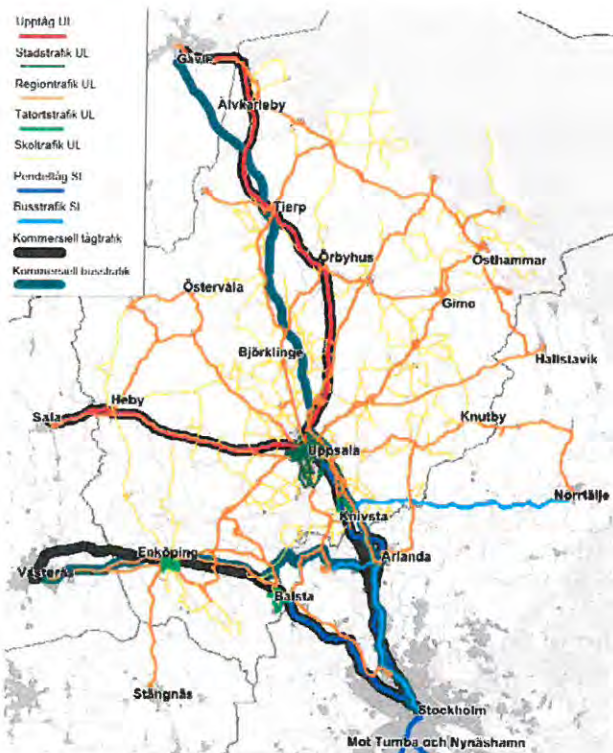 Upptåg UL
Stadstrafik UL
Regiontrafik UL
Tätortstrafik UL
Skoltrafik UL
Pendeltåg SL
Busstrafik SL
Kommersiell tågtrafik
Kommersiell busstrafik
Gävle
Älvkarleby
Tierp
Örbyhus
Östhammar
Östervåla
Gimo
Björklinge
Hallstavik
Heby
Sala
Knutby
Uppsala
Norrtälje
Knivsta
Enköping
Arlanda
Västerås
Bålsta
Stängnäs
Stockholm
Mot Tumba och Nynäshamn